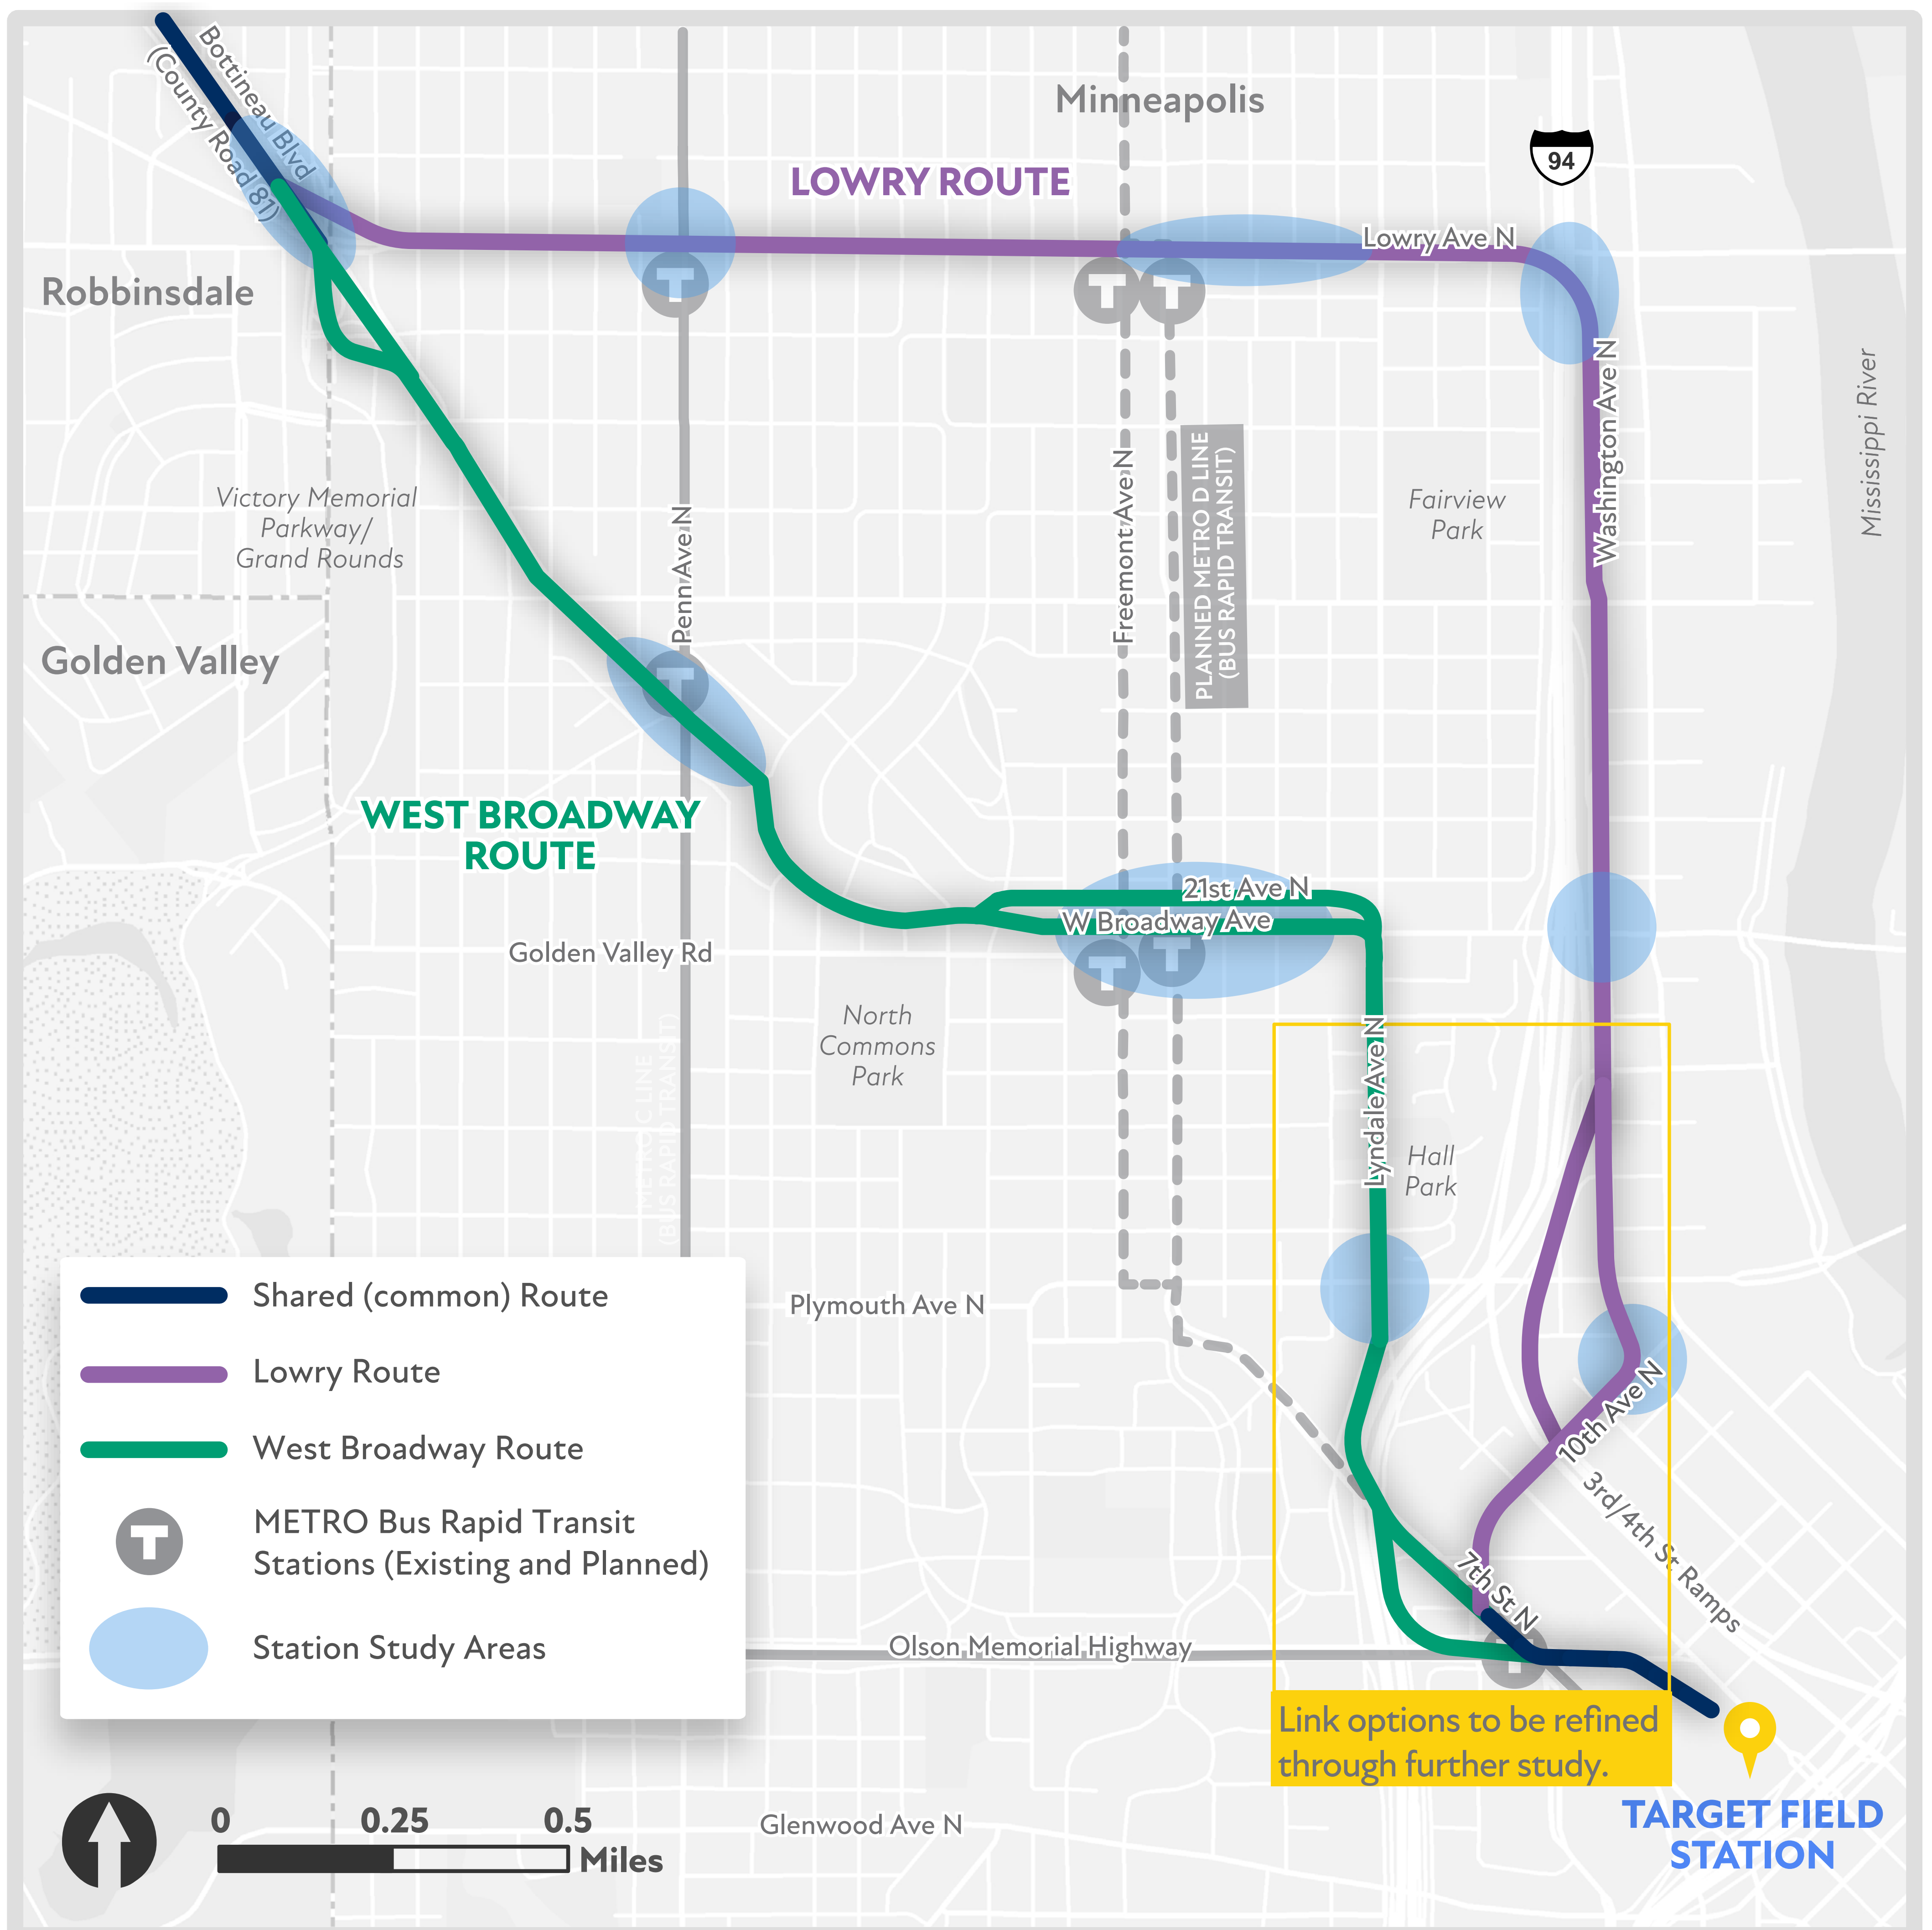 Bottineau Blvd
(County Road 81)
Minneapolis
94
LOWRY ROUTE
Lowry Ave N
Robbinsdale
Washington Ave N
Mississippi River
Victory Memorial
Parkway/
Grand Rounds
Penn Ave N
Freemont Ave N
PLANNED METRO D LINE
(BUS RAPID TRANSIT)
Fairview
Park
Golden Valley
WEST BROADWAY
ROUTE
21st Ave N
W Broadway Ave
Golden Valley Rd
North
Commons
Park
METRO C LINE
(BUS RAPID TRANSIT)
Lyndale Ave N
Hall
Park
Plymouth Ave N
10th Ave N
3rd/4th St Ramps
7th St N
Olson Memorial Highway
T
T
T
T
T
T
T
Shared (common) Route
Lowry Route
West Broadway Route
T
METRO Bus Rapid Transit
Stations (Existing and Planned)
Station Study Areas
Link options to be refined
through further study.
TARGET FIELD
STATION
Glenwood Ave N
0 0.25 0.5
Miles